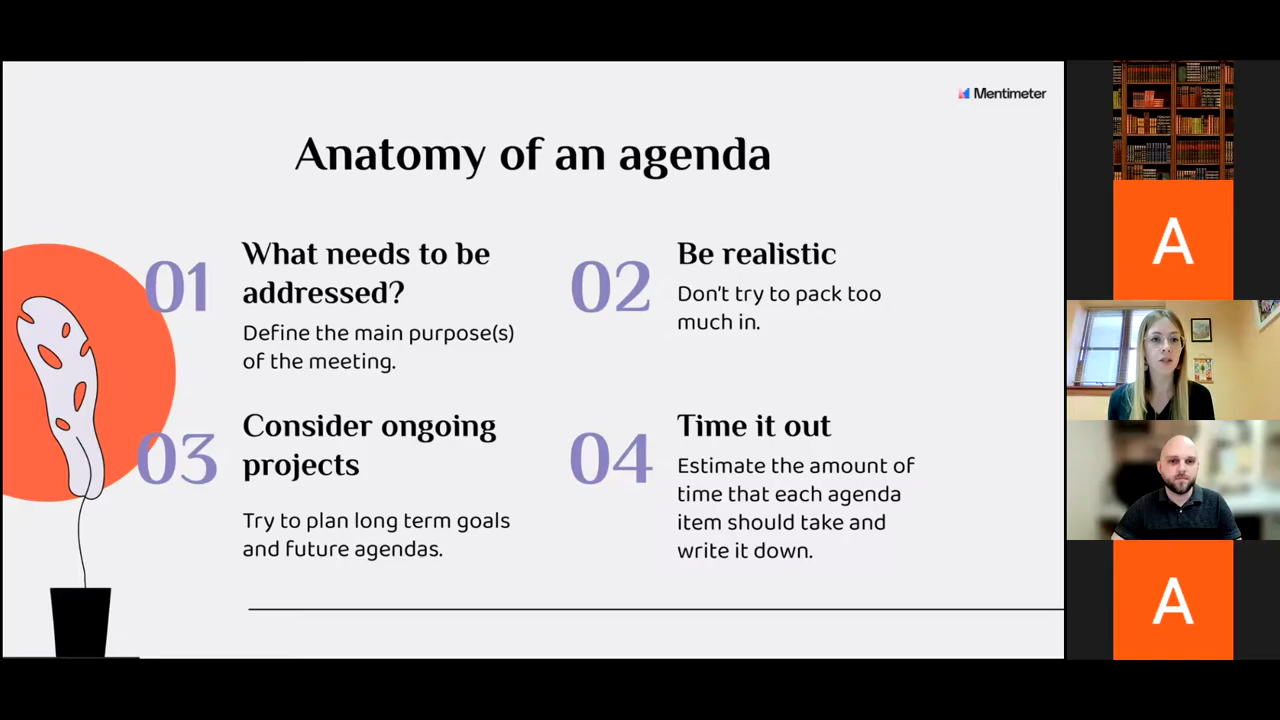 Mentimeter
Anatomy of an agenda
01
What needs to be
addressed?
Define the main purpose(s)
of the meeting.
02
Be realistic
Don't try to pack too
much in.
03
Consider ongoing
projects
Try to plan long term goals
and future agendas.
04
Time it out
Estimate the amount of
time that each agenda
item should take and
write it down.
A
A